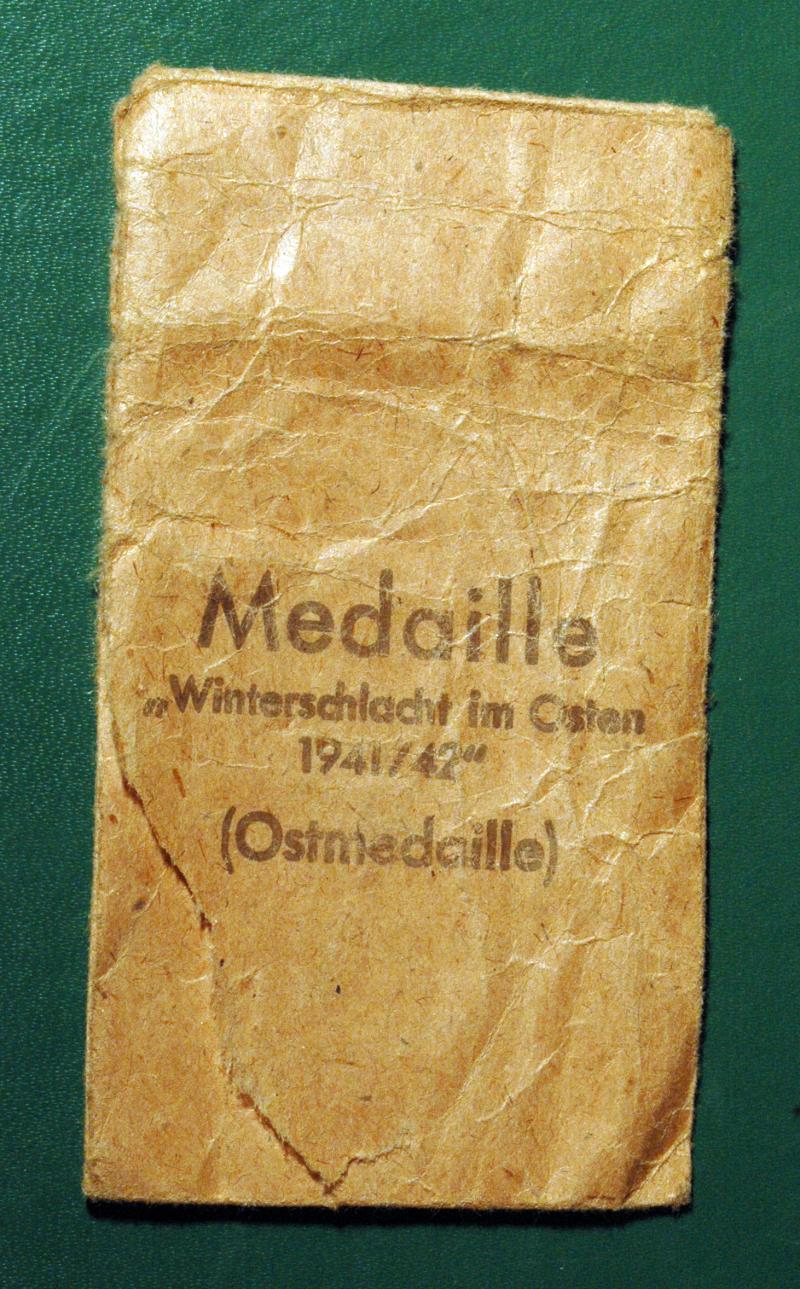 Medaille
„Winterschlacht im Osten
1941/42“
(Ostmedaille)